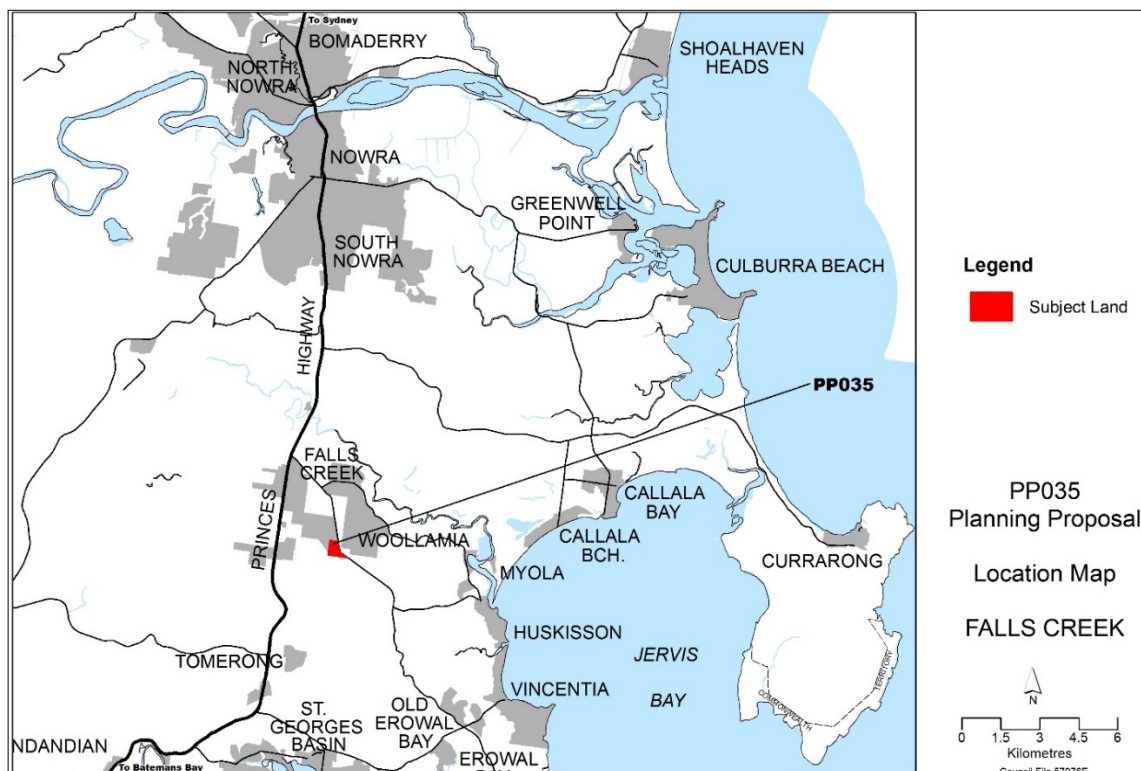 To Sydney
BOMADERRY
NORTH
NOWRA
SHOALHAVEN
HEADS
NOWRA
GREENWELL
POINT
SOUTH
NOWRA
CULBURRA BEACH
HIGHWAY
PP035
FALLS
CREEK
CALLALA
BAY
WOOLLAMIA
CALLALA
BCH.
PRINCES
CURRARONG
MYOLA
HUSKISSON
JERVIS
BAY
TOMERONG
VINCENTIA
COMMONWEALTH
TERRITORY
ST.
GEORGES
BASIN
OLD
EROWAL
BAY
NDANDIAN
EROWAL
To Batemans Bay
Legend
Subject Land
PP035
Planning Proposal
Location Map
FALLS CREEK
N
0 1.5 3 4.5 6
Kilometres